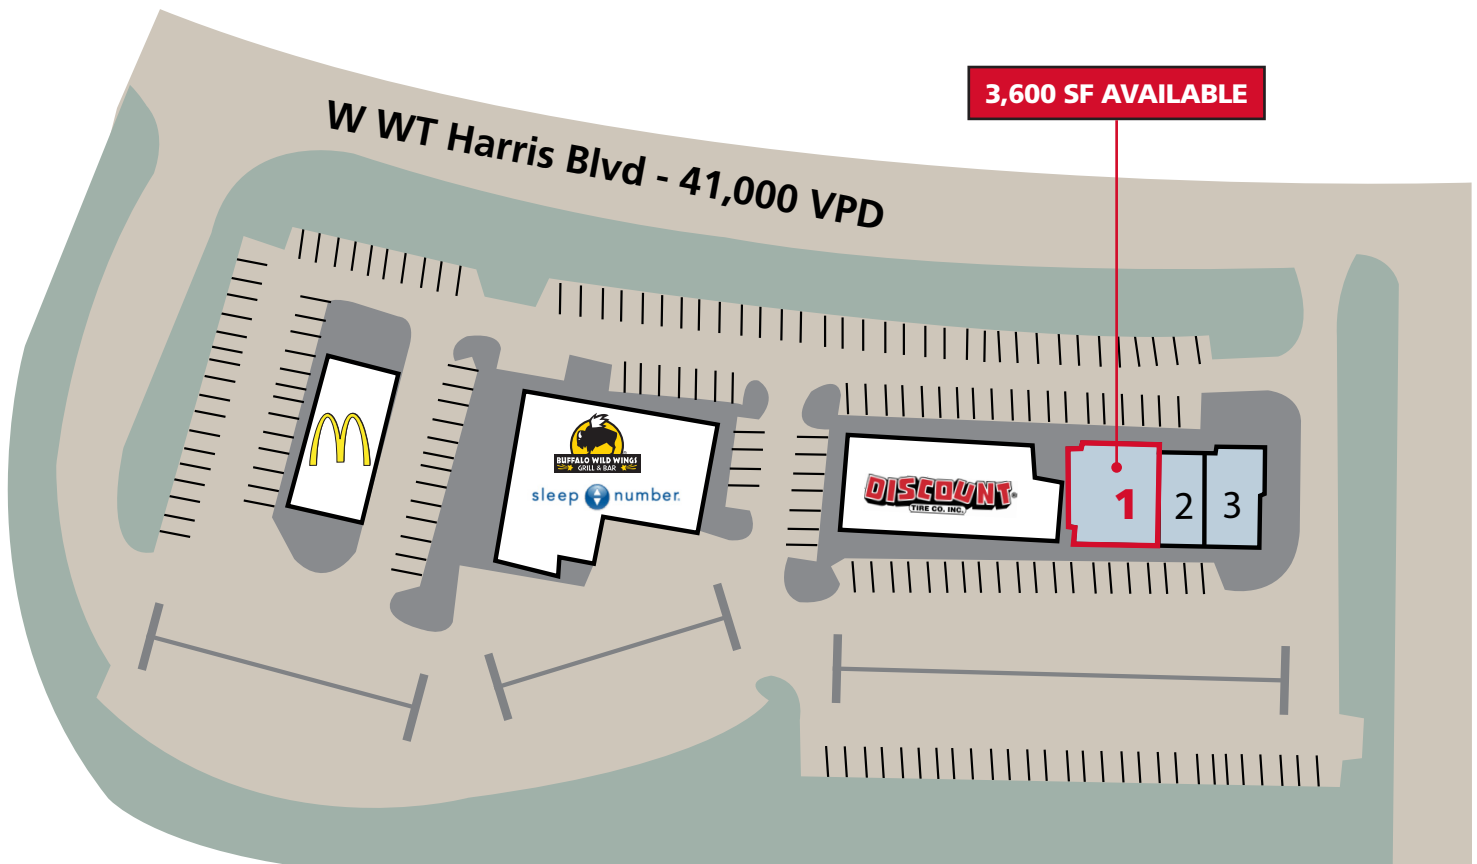 3,600 SF AVAILABLE
W WT Harris Blvd - 41,000 VPD
BUFFALO WILD WINGS
GRILL & BAR
sleep number.
DISCOUNT
TIRE CO. INC.
1
2
3